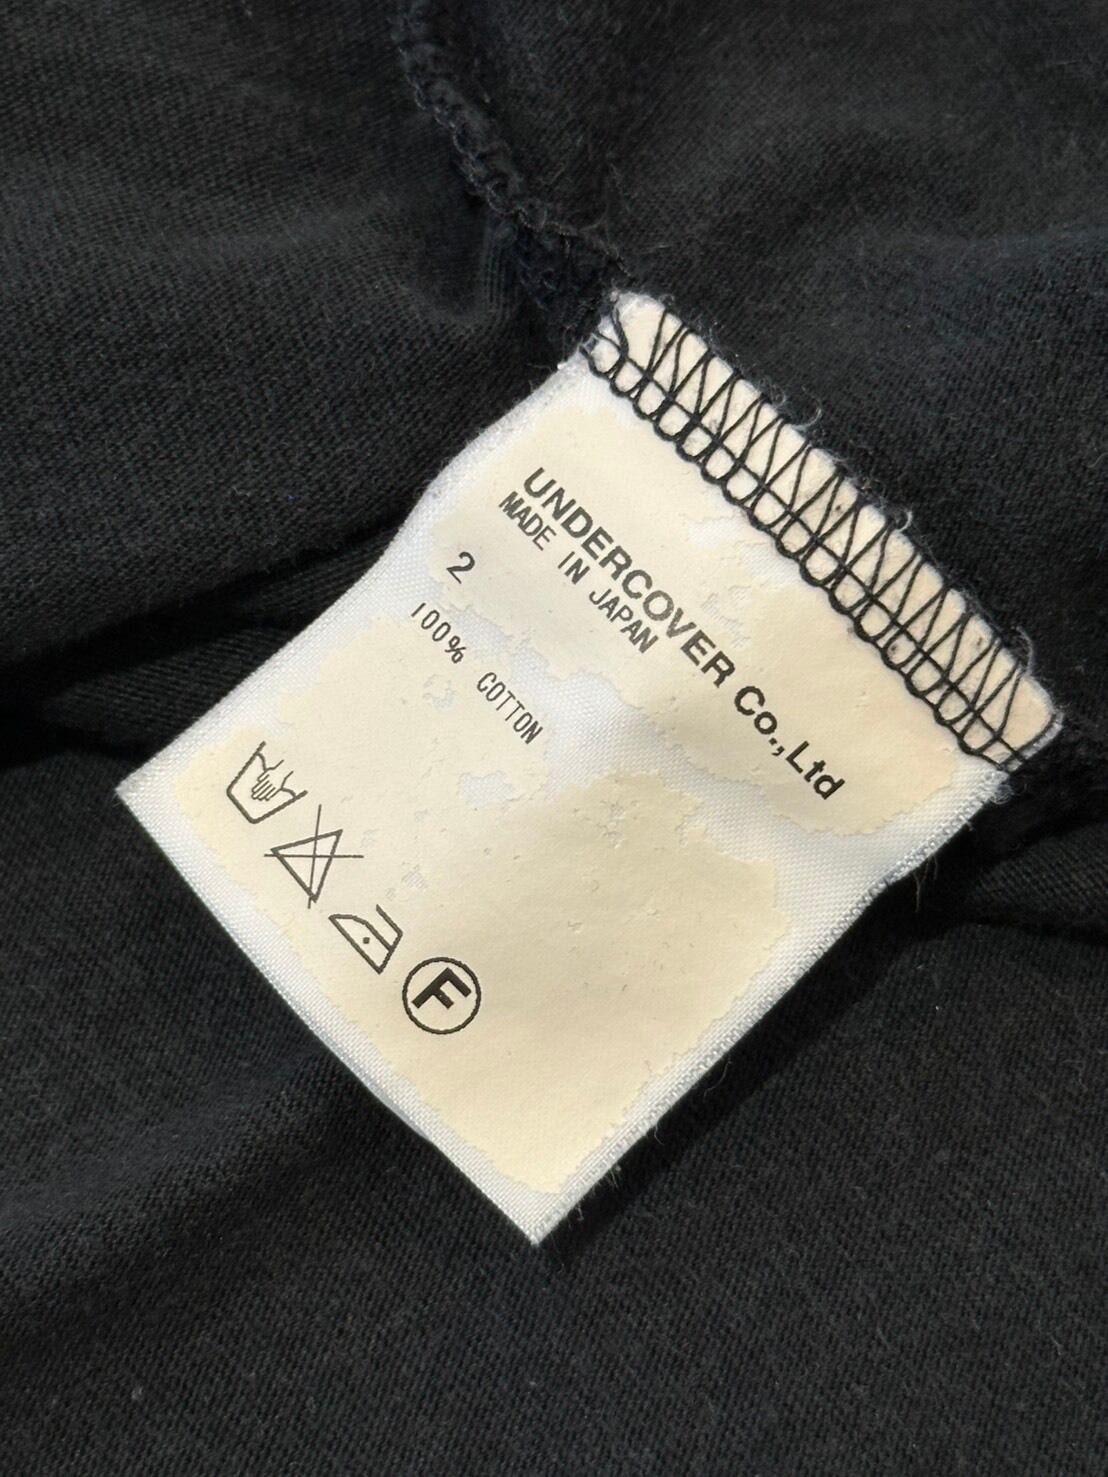 UNDERCOVER Co.,Ltd
MADE IN JAPAN
2
100% COTTON
F